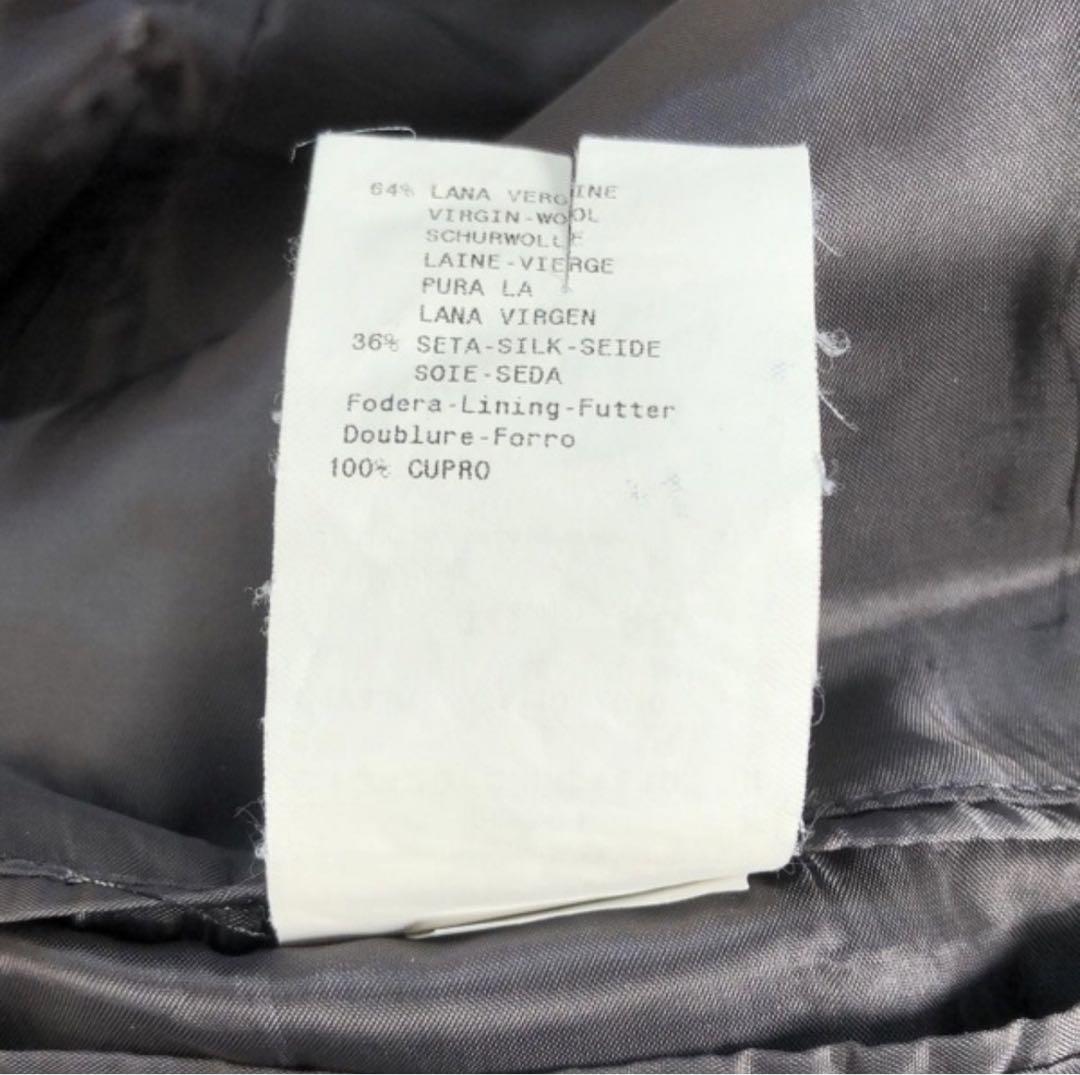 64% LANA VERGINE
VIRGIN-WOOL
SCHURWOLLE
LAINE-VIERGE
PURA LA
LANA VIRGEN
36% SETA-SILK-SEIDE
SOIE-SEDA
Fodera-Lining-Futter
Doublure-Forro
100% CUPRO